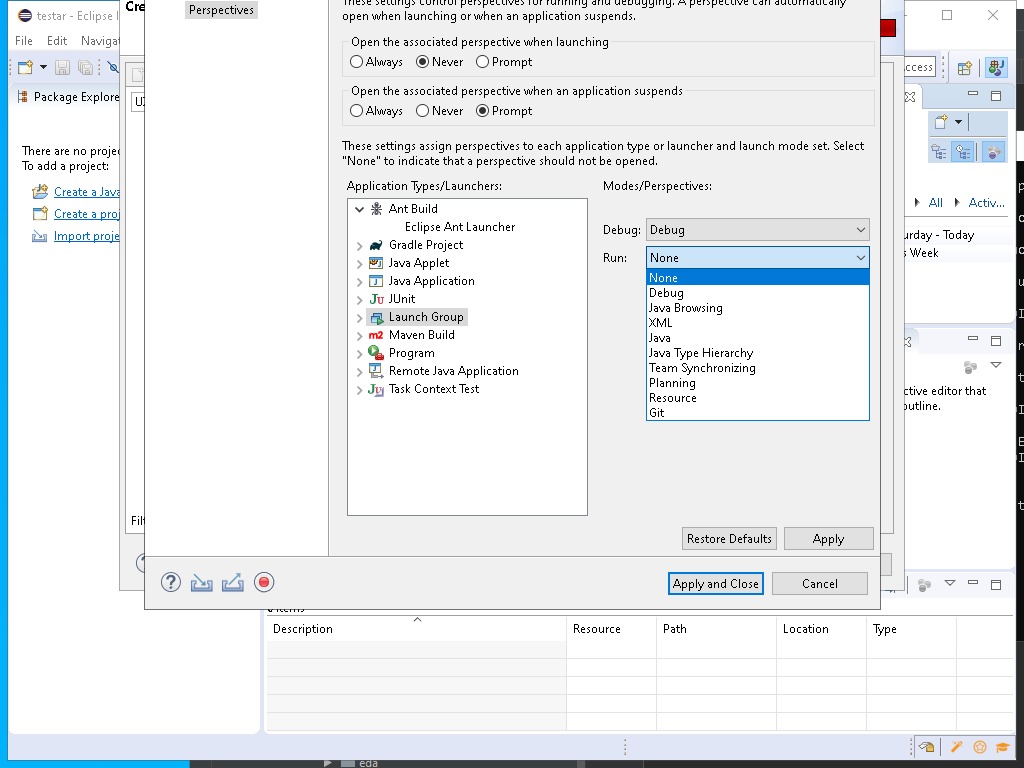 testar - Eclipse I
Cre
Perspectives
These settings control perspectives for running and debugging. A perspective can automatically
open when launching or when an application suspends.
File Edit Navigat
Open the associated perspective when launching
Always Never Prompt
Open the associated perspective when an application suspends
Always Never Prompt
These settings assign perspectives to each application type or launcher and launch mode set. Select
"None" to indicate that a perspective should not be opened.
Application Types/Launchers:
Modes/Perspectives:
Ant Build
Eclipse Ant Launcher
Gradle Project
Java Applet
Java Application
JUnit
Launch Group
Maven Build
Program
Remote Java Application
Task Context Test
Debug: Debug
Run: None
None
Debug
Java Browsing
XML
Java
Java Type Hierarchy
Team Synchronizing
Planning
Resource
Git
Restore Defaults
Apply
Apply and Close
Cancel
Package Explore
There are no projec
To add a project:
Create a Java
Create a proj
Import proje
Filt
ccess
All
Activ...
urday - Today
s Week
ctive editor that
outline.
Description
Resource
Path
Location
Type
eda